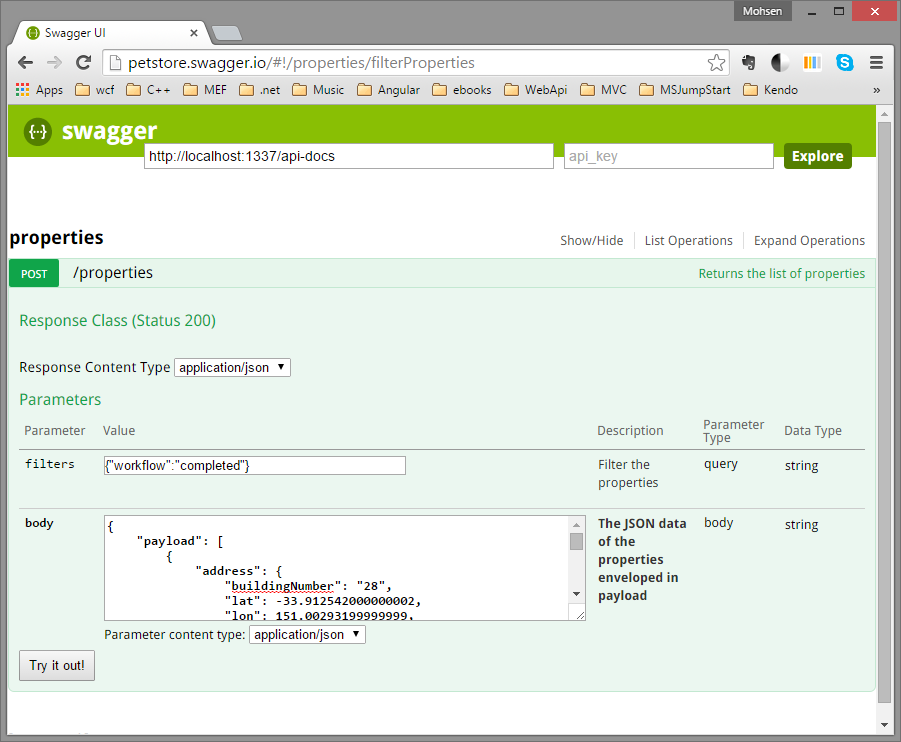 Mohsen
Swagger UI
petstore.swagger.io/#!/properties/filterProperties
Apps wcf C++ MEF .net Music Angular ebooks WebApi MVC MSJumpStart Kendo »
swagger
http://localhost:1337/api-docs api_key Explore
properties Show/Hide List Operations Expand Operations
POST /properties Returns the list of properties
Response Class (Status 200)
Response Content Type application/json
Parameters
Parameter Value Description Parameter Type Data Type
filters {"workflow":"completed"} Filter the properties query string
body
{
"payload": [
{
"address": {
"buildingNumber": "28",
"lat": -33.912542000000002,
"lon": 151.00293199999999,
The JSON data
of the
properties
enveloped in
payload
body string
Parameter content type: application/json
Try it out!